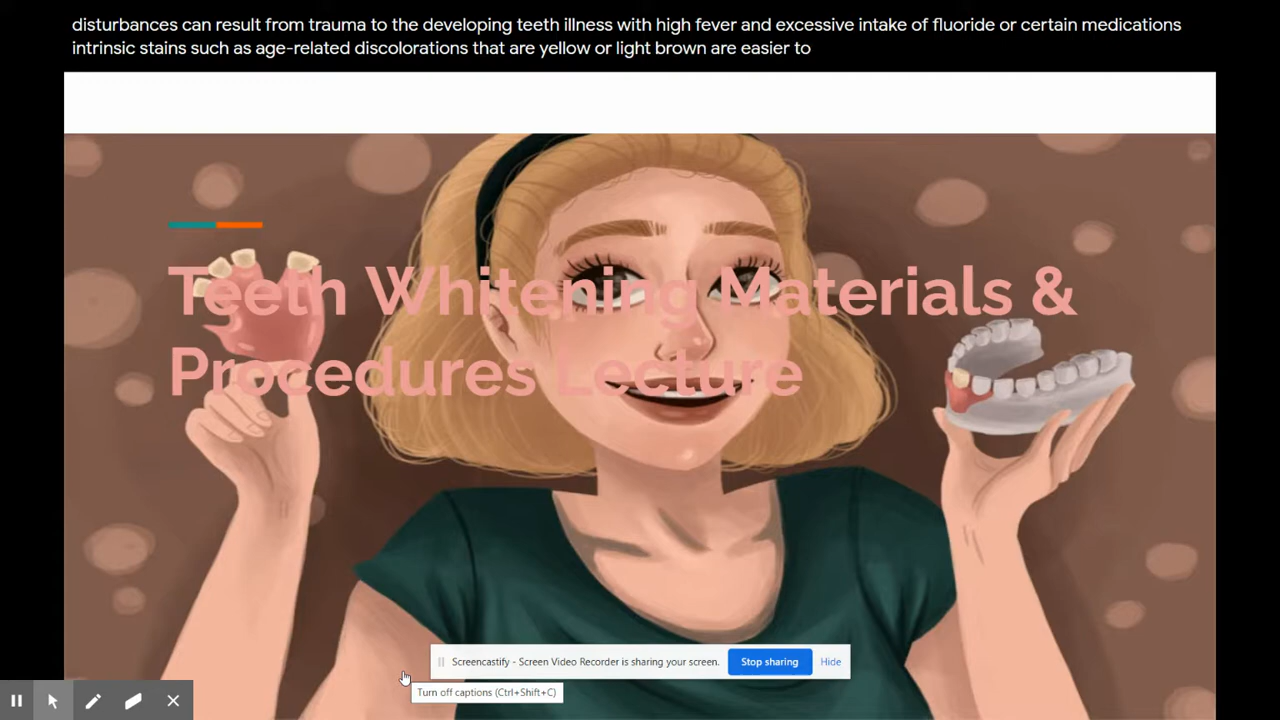 disturbances can result from trauma to the developing teeth illness with high fever and excessive intake of fluoride or certain medications
intrinsic stains such as age-related discolorations that are yellow or light brown are easier to
Teeth Whitening Materials &
Procedures Lecture
Screencastify - Screen Video Recorder is sharing your screen.
Stop sharing
Hide
Turn off captions (Ctrl+Shift+C)